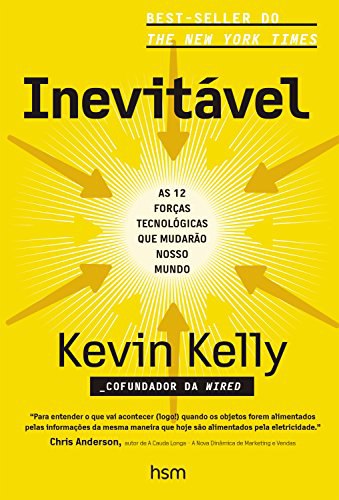 BEST-SELLER DO
THE NEW YORK TIMES
Inevitável
AS 12
FORÇAS
TECNOLÓGICAS
QUE MUDARÃO
NOSSO
MUNDO
Kevin Kelly
_COFUNDADOR DA WIRED
"Para entender o que vai acontecer (logo!) quando os objetos forem alimentados
pelas informações da mesma maneira que hoje são alimentados pela eletricidade."
Chris Anderson, autor de A Cauda Longa - A Nova Dinâmica de Marketing e Vendas
hsm